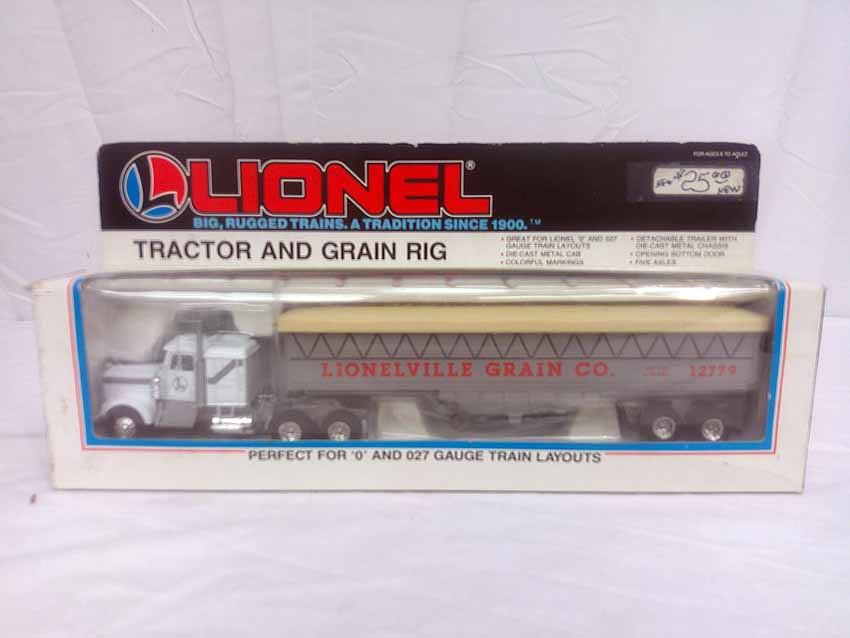 FOR AGES 8 TO ADULT
LIONEL®
NEW $25.00 NEW
BIG, RUGGED TRAINS. A TRADITION SINCE 1900.™
TRACTOR AND GRAIN RIG
• GREAT FOR LIONEL 'O' AND 027
GAUGE TRAIN LAYOUTS
• DIE-CAST METAL CAB
• COLORFUL MARKINGS
• DETACHABLE TRAILER WITH
DIE-CAST METAL CHASSIS
• OPENING BOTTOM DOOR
• FIVE AXLES
LIONELVILLE GRAIN CO. 12779
L
PERFECT FOR 'O' AND 027 GAUGE TRAIN LAYOUTS